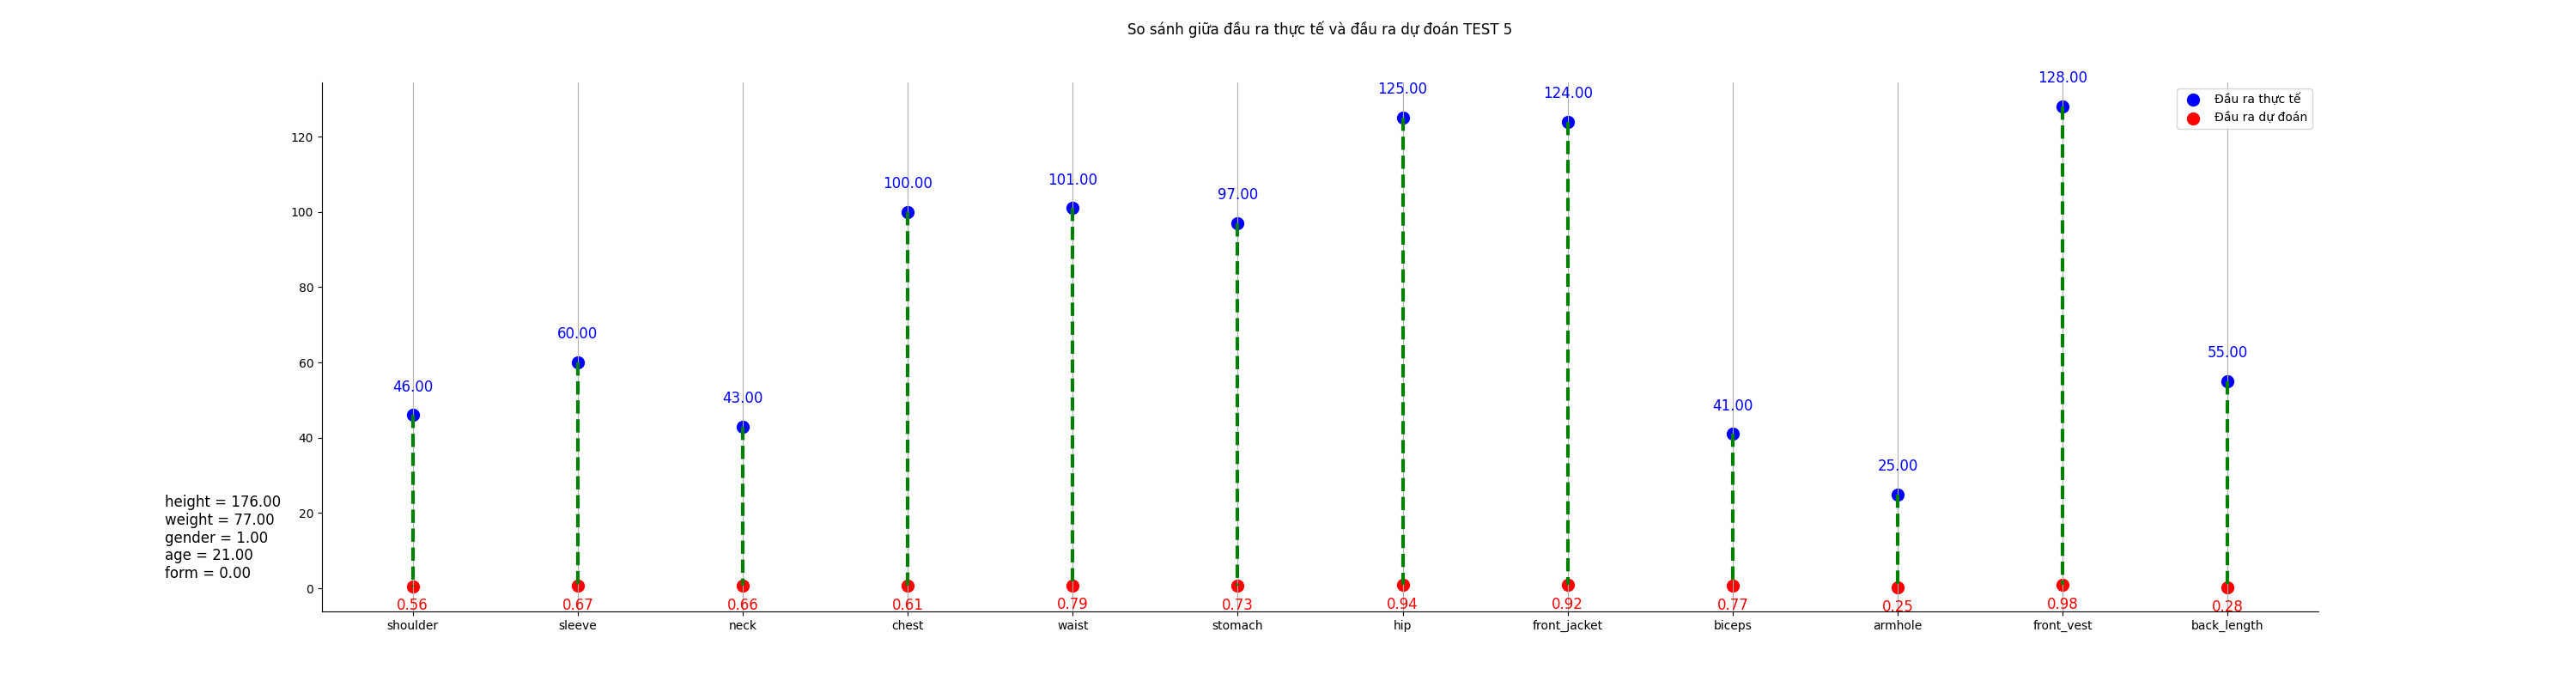 So sánh giữa đầu ra thực tế và đầu ra dự đoán TEST 5
128.00
125.00
124.00
Đầu ra thực tế
Đầu ra dự đoán
120
101.00
100.00
97.00
100
80
60.00
55.00
60
46.00
43.00
41.00
40
25.00
height = 176.00
weight = 77.00
gender = 1.00
age = 21.00
form = 0.00
20
0
0.56 0.67 0.66 0.61 0.79 0.73 0.94 0.92 0.77 0.25 0.98 0.28
shoulder sleeve neck chest waist stomach hip front_jacket biceps armhole front_vest back_length